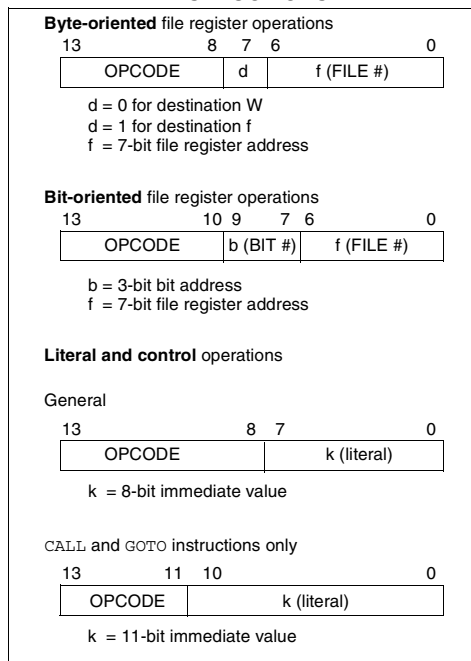 Byte-oriented file register operations
13 8 7 6 0
OPCODE d f (FILE #)
d = 0 for destination W
d = 1 for destination f
f = 7-bit file register address
Bit-oriented file register operations
13 10 9 7 6 0
OPCODE b (BIT #) f (FILE #)
b = 3-bit bit address
f = 7-bit file register address
Literal and control operations
General
13 8 7 0
OPCODE k (literal)
k = 8-bit immediate value
CALL and GOTO instructions only
13 11 10 0
OPCODE k (literal)
k = 11-bit immediate value